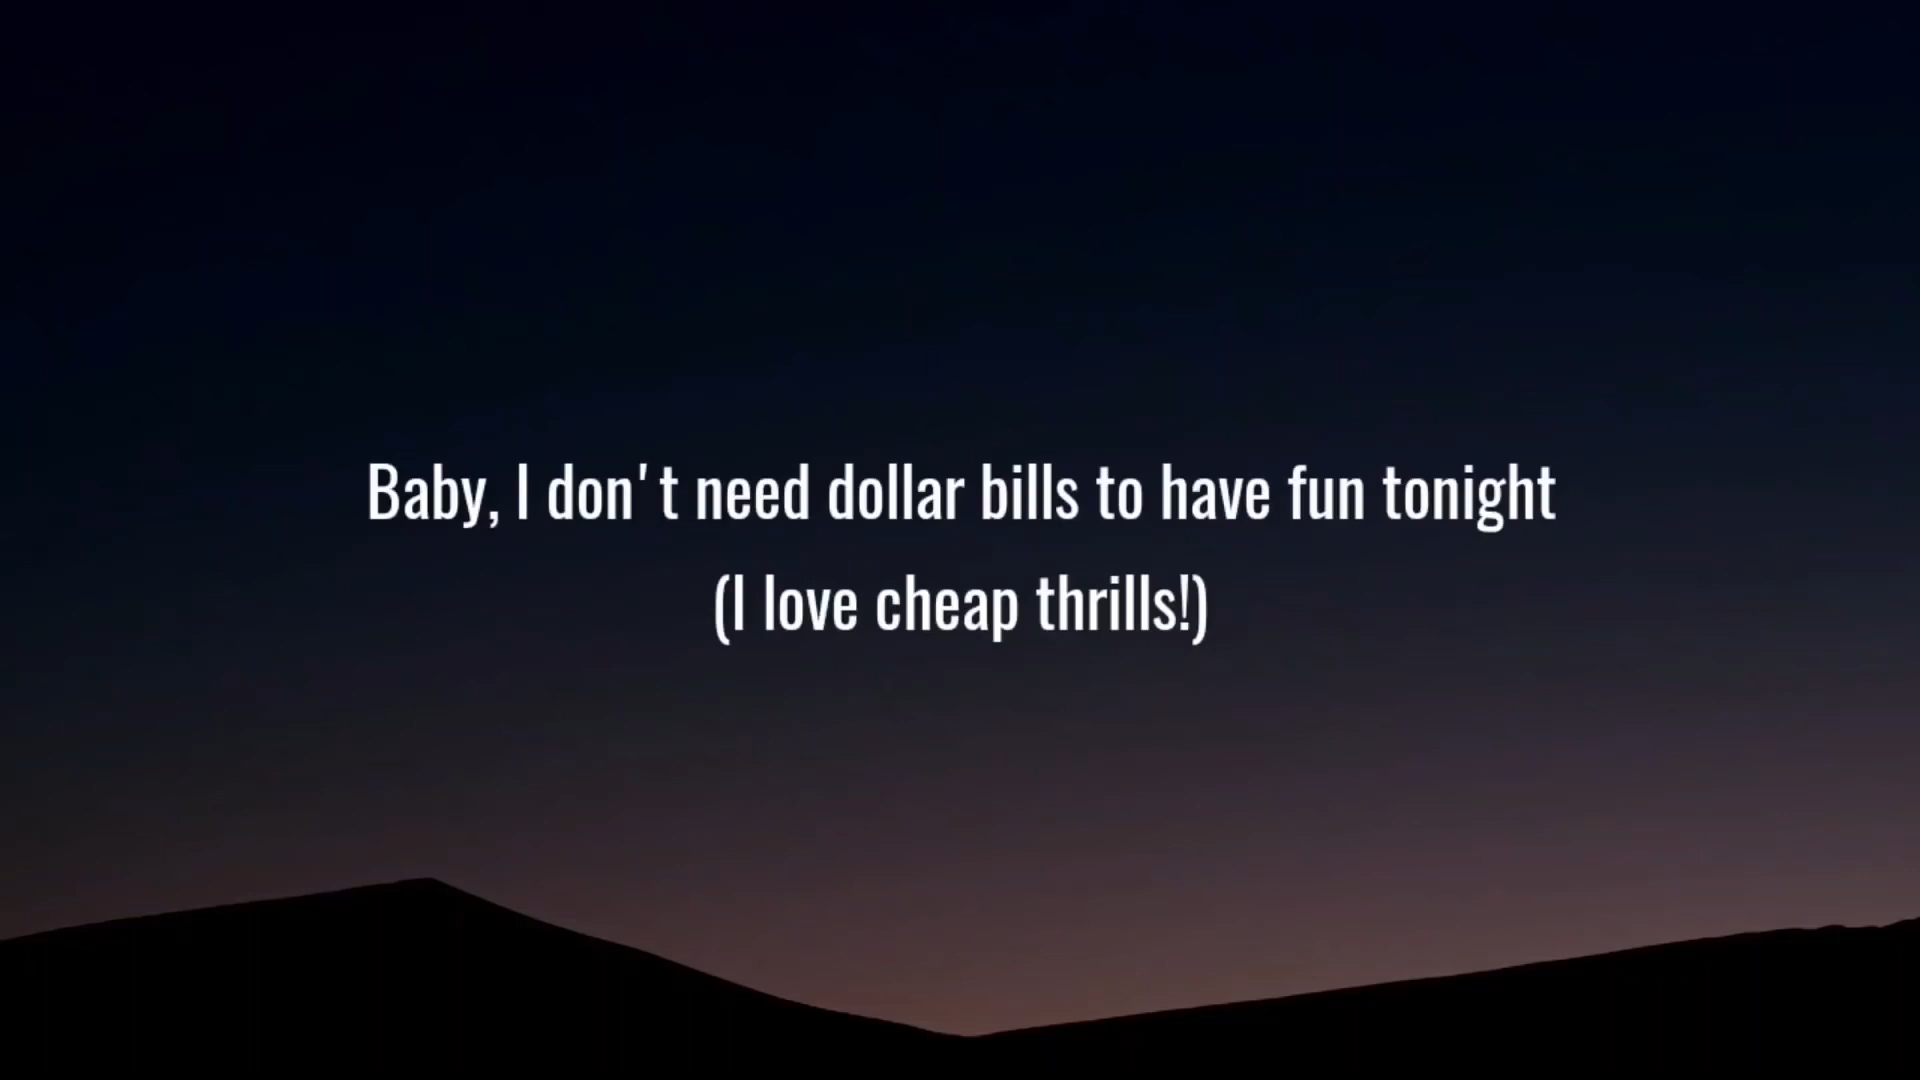 Baby, I don't need dollar bills to have fun tonight
(I love cheap thrills!)